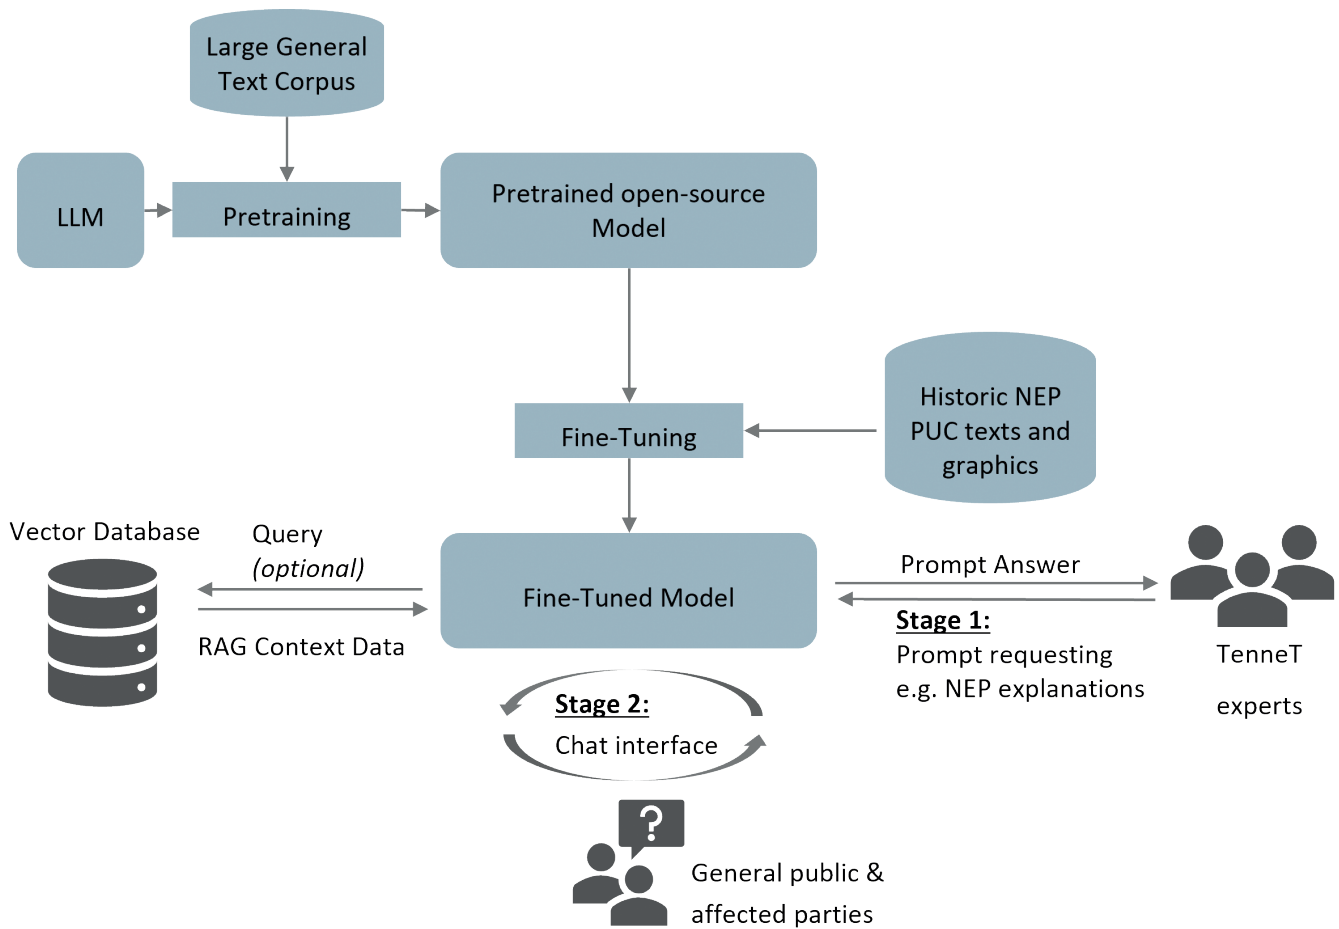 Large General
Text Corpus
LLM
Pretraining
Pretrained open-source
Model
Historic NEP
PUC texts and
graphics
Fine-Tuning
Vector Database
Query
(optional)
RAG Context Data
Fine-Tuned Model
Prompt Answer
Stage 1:
Prompt requesting
e.g. NEP explanations
TenneT
experts
Stage 2:
Chat interface
?
General public &
affected parties